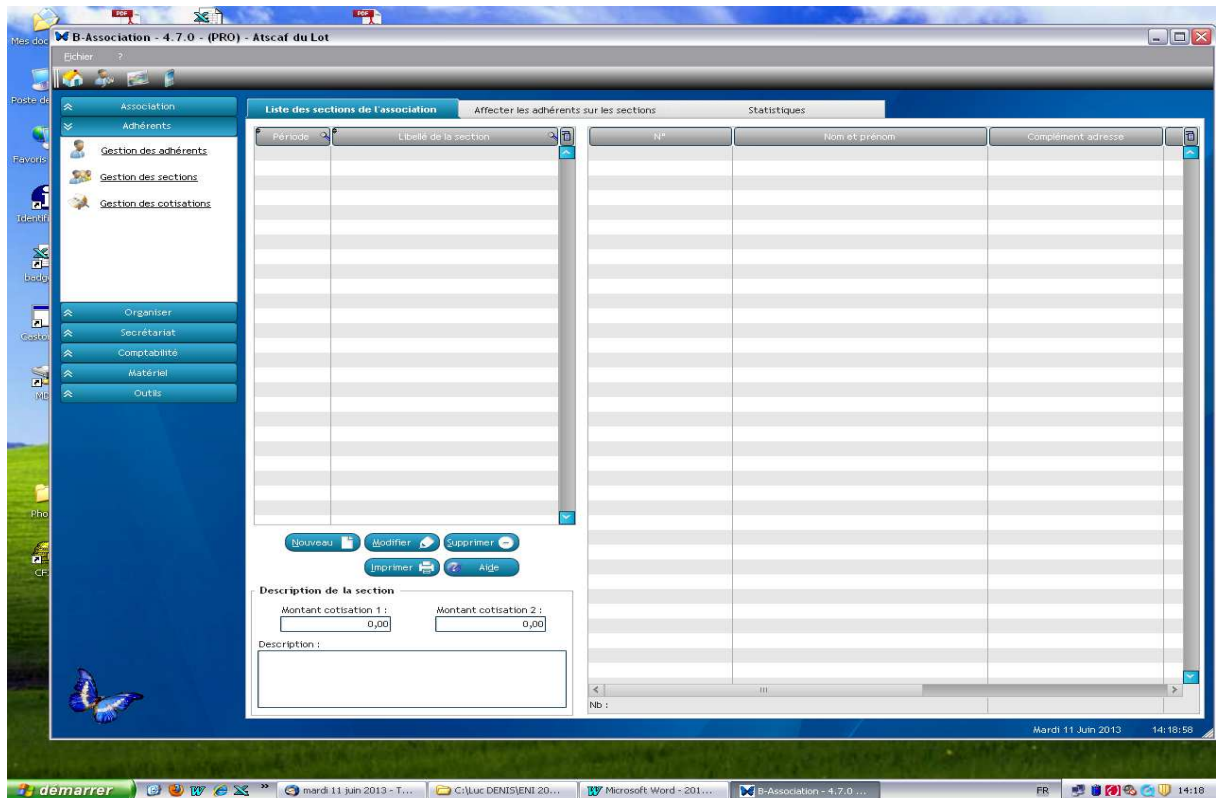 PDF
PDF
Mes doc
B-Association - 4.7.0 - (PRO) - Atscaf du Lot
Fichier ?
Poste de
Association
Adhérents
Gestion des adhérents
Gestion des sections
Gestion des cotisations
Organiser
Secrétariat
Comptabilité
Matériel
Outils
Favoris
Identifi
badg
Pho
Liste des sections de l'association Affecter les adhérents sur les sections Statistiques
Période Libellé de la section
N° Nom et prénom Complément adresse
Nouveau Modifier Supprimer
Imprimer Aide
Description de la section
Montant cotisation 1 : Montant cotisation 2 :
0,00 0,00
Description :
Nb :
Mardi 11 Juin 2013 14:18:58
démarrer mardi 11 juin 2013 - T... C:\Luc DENIS\ENI 20... Microsoft Word - 201... B-Association - 4.7.0 ... FR 14:18